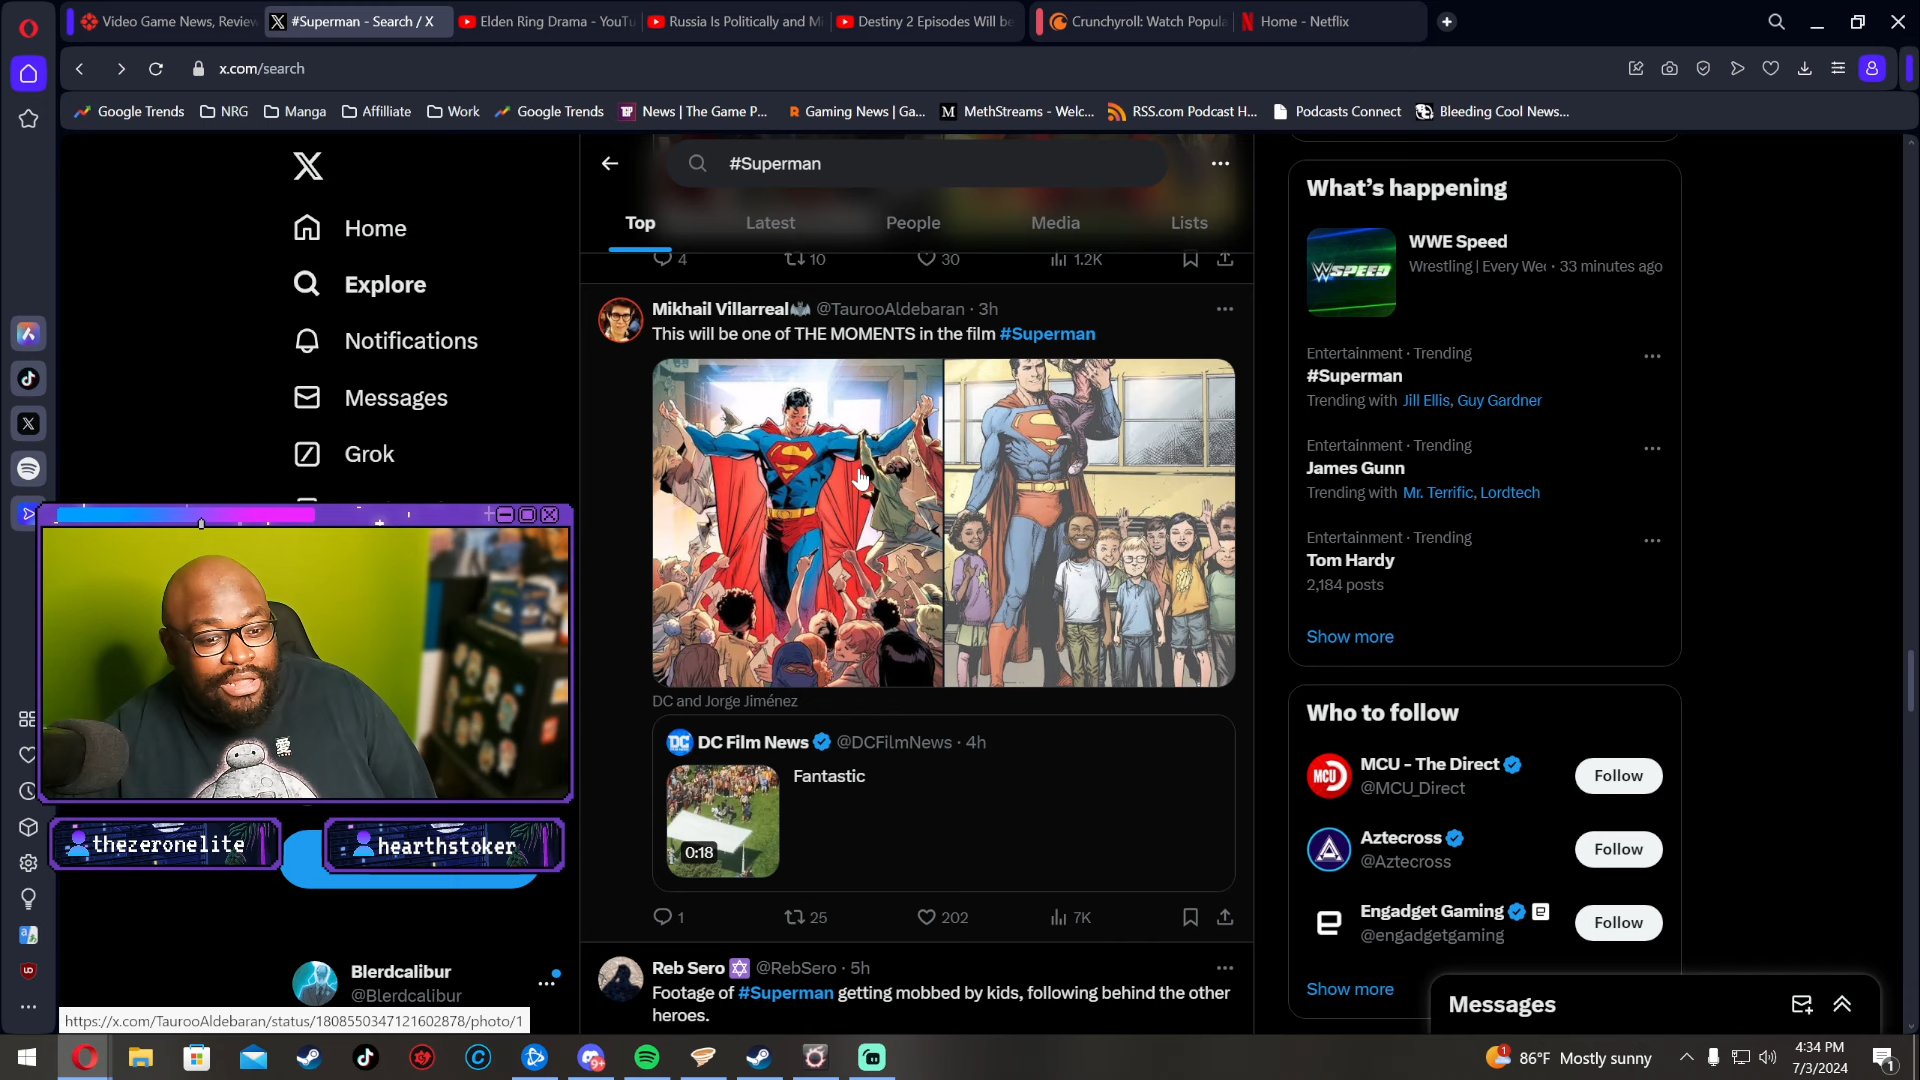 Video Game News, Review
#Superman - Search / X
Elden Ring Drama - YouTu
Russia Is Politically and Mi
Destiny 2 Episodes Will be
Crunchyroll: Watch Popula
Home - Netflix
x.com/search
Google Trends
NRG
Manga
Affilliate
Work
Google Trends
News | The Game P...
Gaming News | Ga...
MethStreams - Welc...
RSS.com Podcast H...
Podcasts Connect
Bleeding Cool News...
#Superman
Top
Latest
People
Media
Lists
Home
Explore
Notifications
Messages
Grok
4
10
30
1.2K
Mikhail Villarreal🦇 @TaurooAldebaran · 3h
This will be one of THE MOMENTS in the film #Superman
DC and Jorge Jiménez
DC Film News @DCFilmNews · 4h
Fantastic
0:18
1
25
202
7K
Reb Sero @RebSero · 5h
Footage of #Superman getting mobbed by kids, following behind the other
heroes.
What's happening
WWE Speed
Wrestling | Every Wee · 33 minutes ago
WSPEED
Entertainment · Trending
#Superman
Trending with Jill Ellis, Guy Gardner
Entertainment · Trending
James Gunn
Trending with Mr. Terrific, Lordtech
Entertainment · Trending
Tom Hardy
2,184 posts
Show more
Who to follow
MCU - The Direct
@MCU_Direct
Follow
Aztecross
@Aztecross
Follow
Engadget Gaming
@engadgetgaming
Follow
Show more
Messages
愛
thezeronelite
hearthstoker
Blerdcalibur
@Blerdcalibur
https://x.com/TaurooAldebaran/status/1808550347121602878/photo/1
86°F Mostly sunny
4:34 PM
7/3/2024